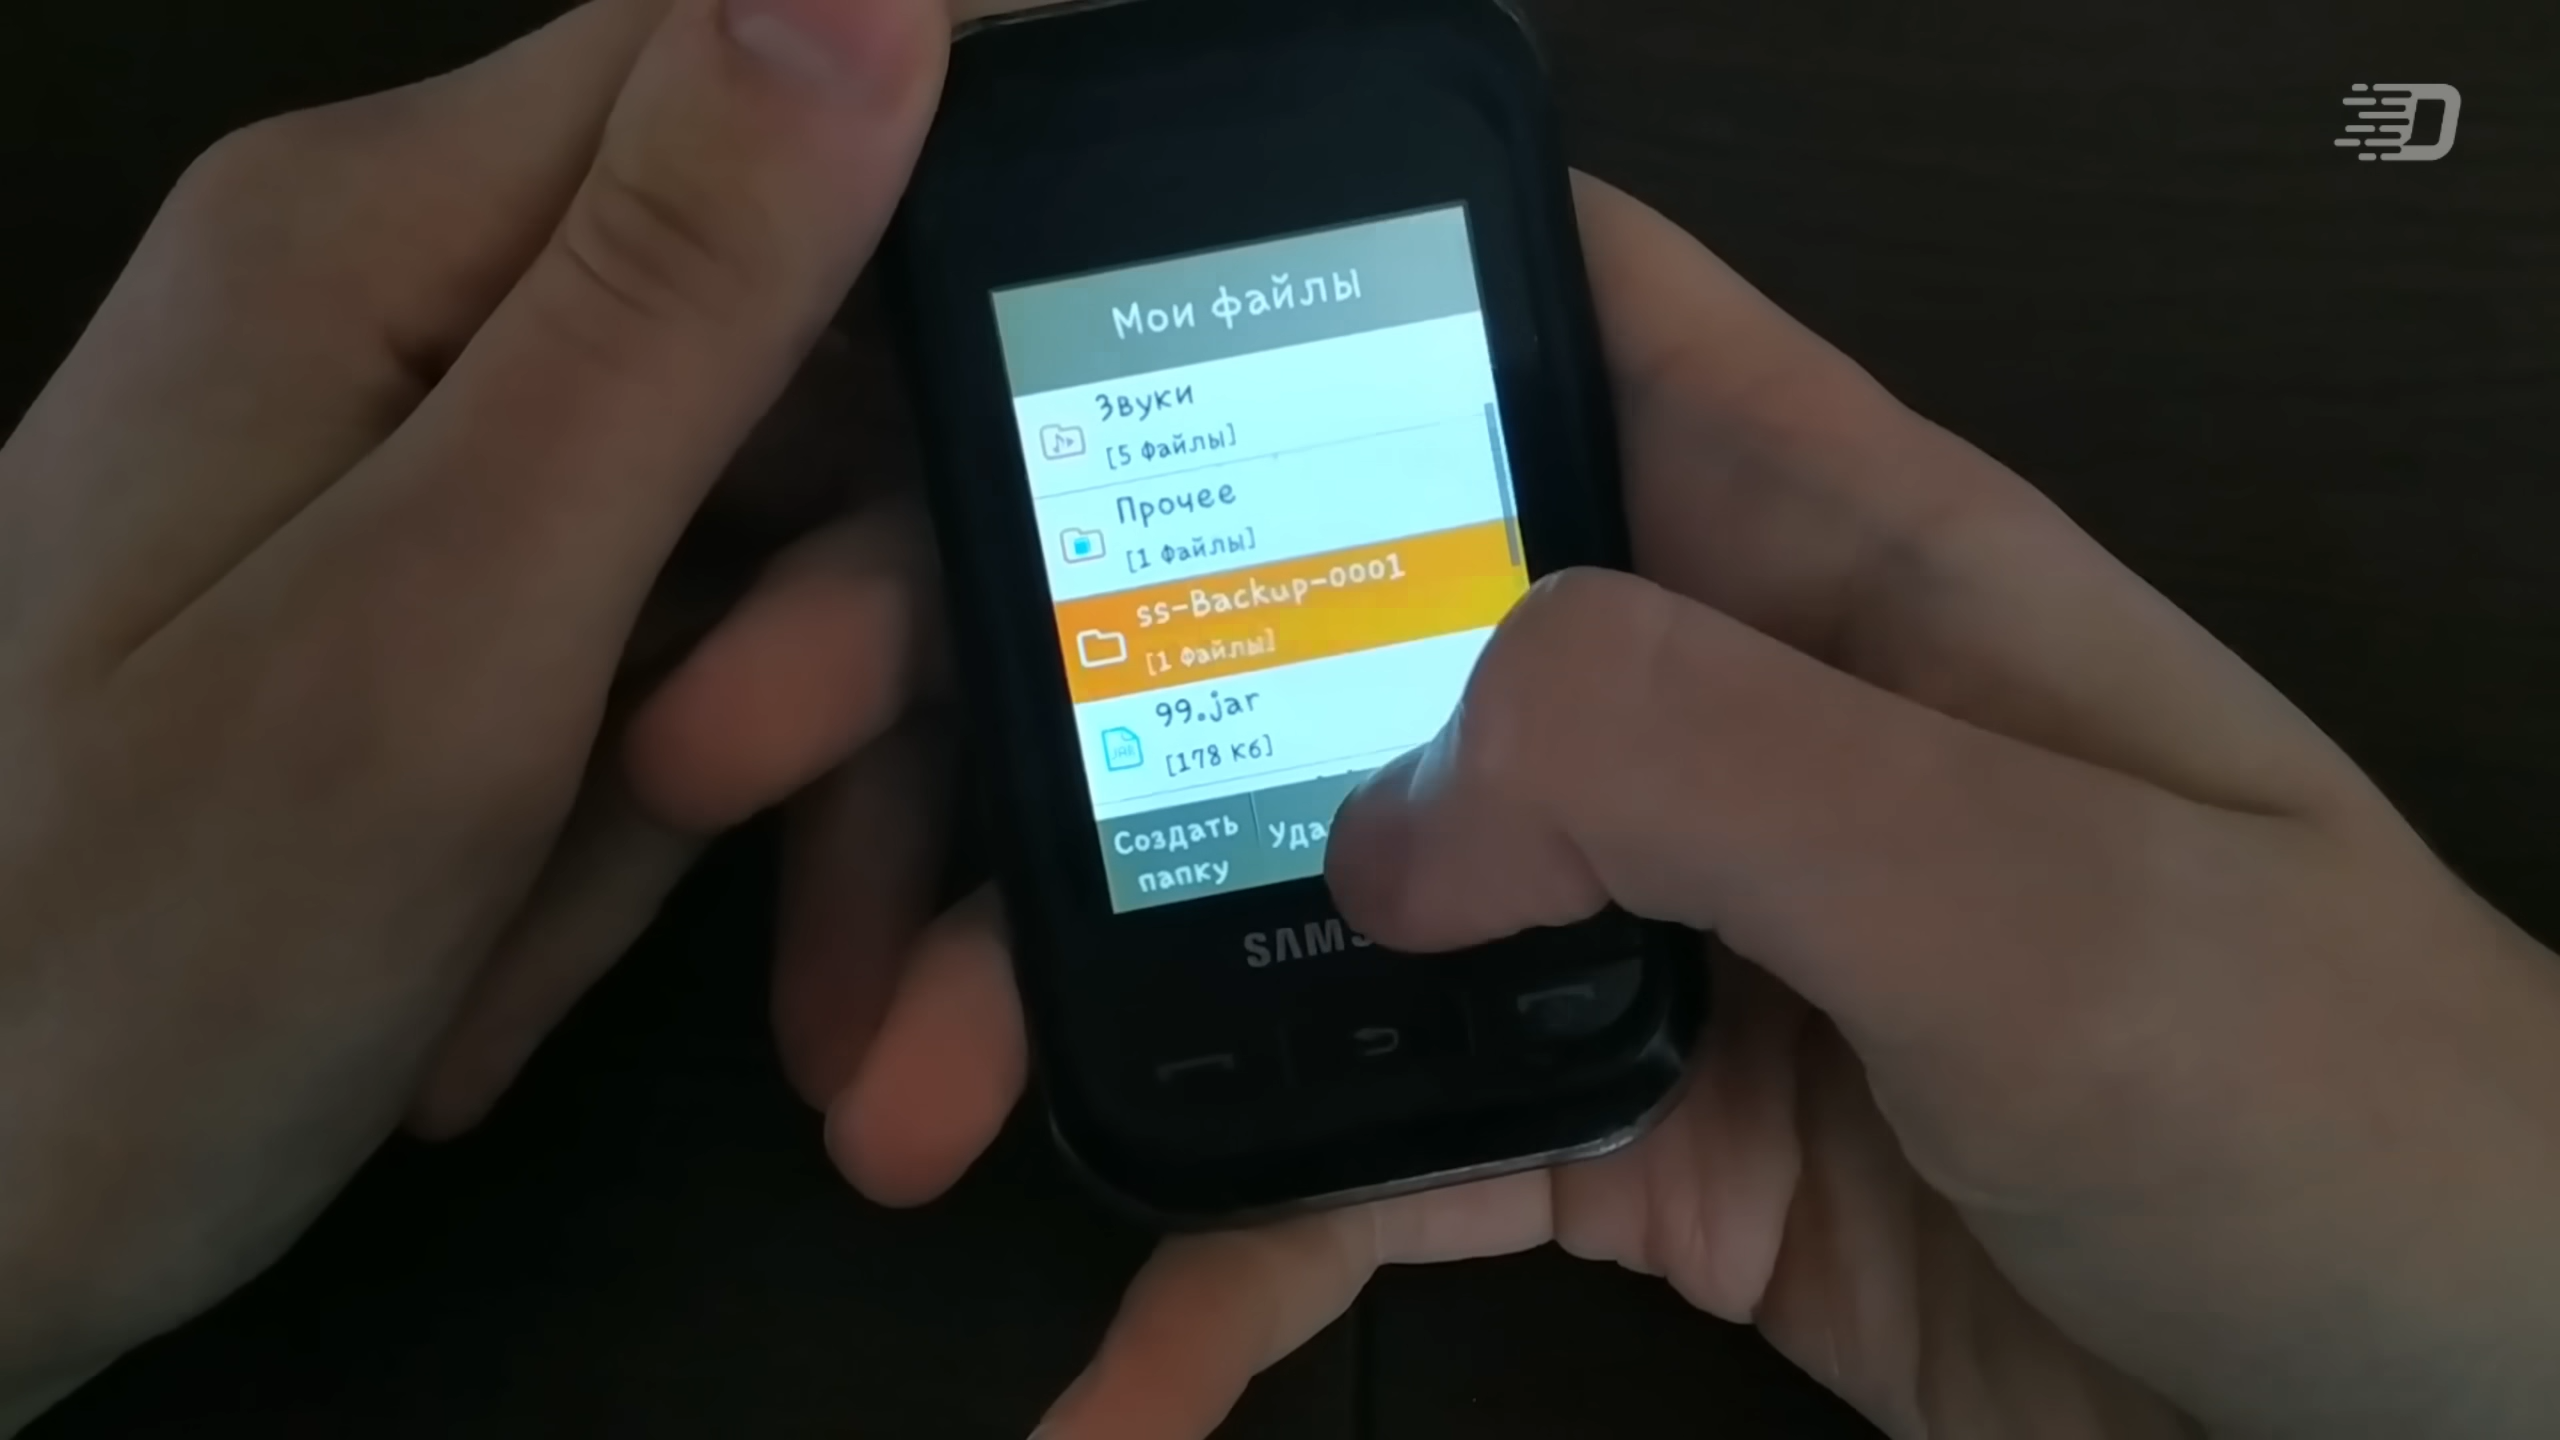 Мои файлы
Звуки
[5 Файлы]
Прочее
[1 Файлы]
ss-Backup-0001
[1 Файлы]
99.jar
[178 Кб]
Создать
папку